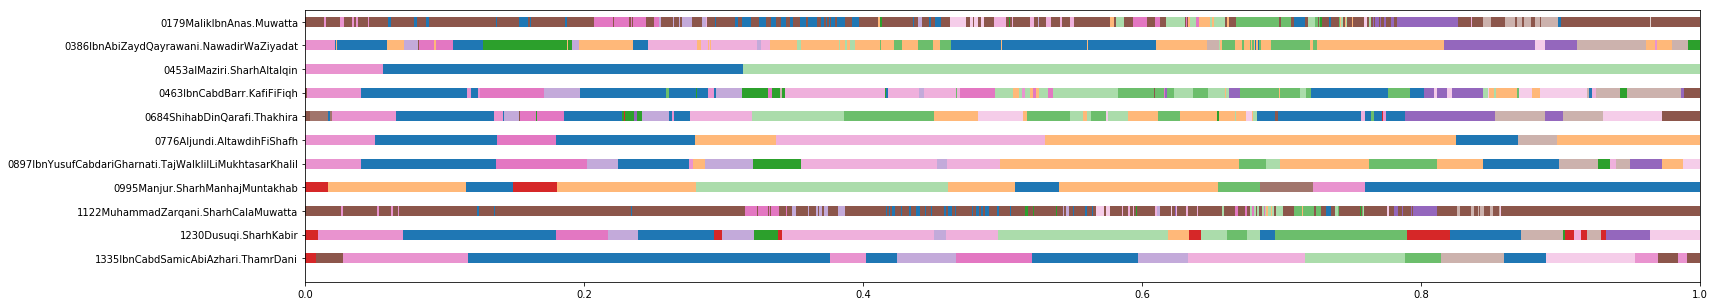 0179MalikIbnAnas.Muwatta
0386IbnAbiZaydQayrawani.NawadirWaZiyadat
0453alMaziri.SharhAltalqin
0463IbnCabdBarr.KafiFiFiqh
0684ShihabDinQarafi.Thakhira
0776AlJundi.AltawdihFiShafh
0897IbnYusufCabdariGharnati.TajWaIklilLiMukhtasarKhalil
0995Manjur.SharhManhajMuntakhab
1122MuhammadZarqani.SharhCalaMuwatta
1230Dusuqi.SharhKabir
1335IbnCabdSamicAbiAzhari.ThamrDani
0.0 0.2 0.4 0.6 0.8 1.0